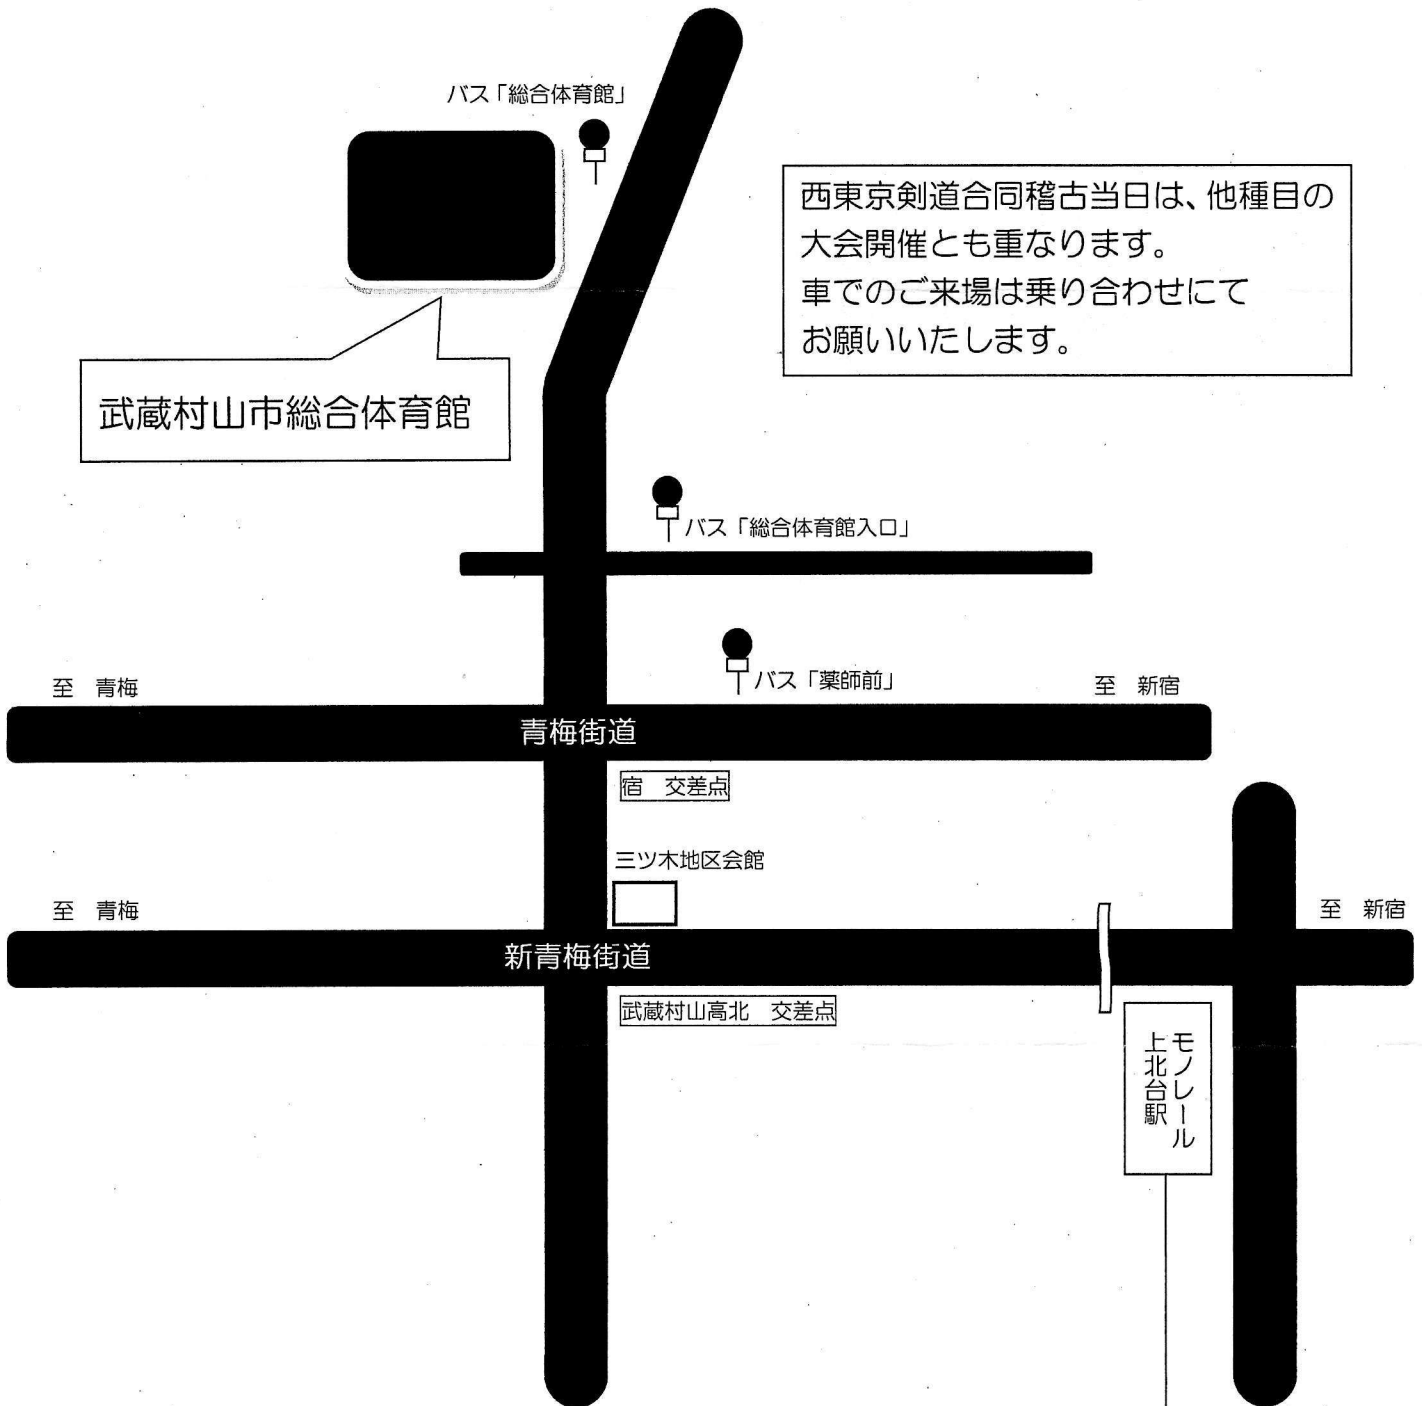 バス「総合体育館」
西東京剣道合同稽古当日は、他種目の
大会開催とも重なります。
車でのご来場は乗り合わせにて
お願いいたします。
武蔵村山市総合体育館
バス「総合体育館入口」
バス「薬師前」
至　青梅
至　新宿
青梅街道
宿　交差点
三ツ木地区会館
至　青梅
至　新宿
新青梅街道
武蔵村山高北　交差点
モノレール
上北台駅